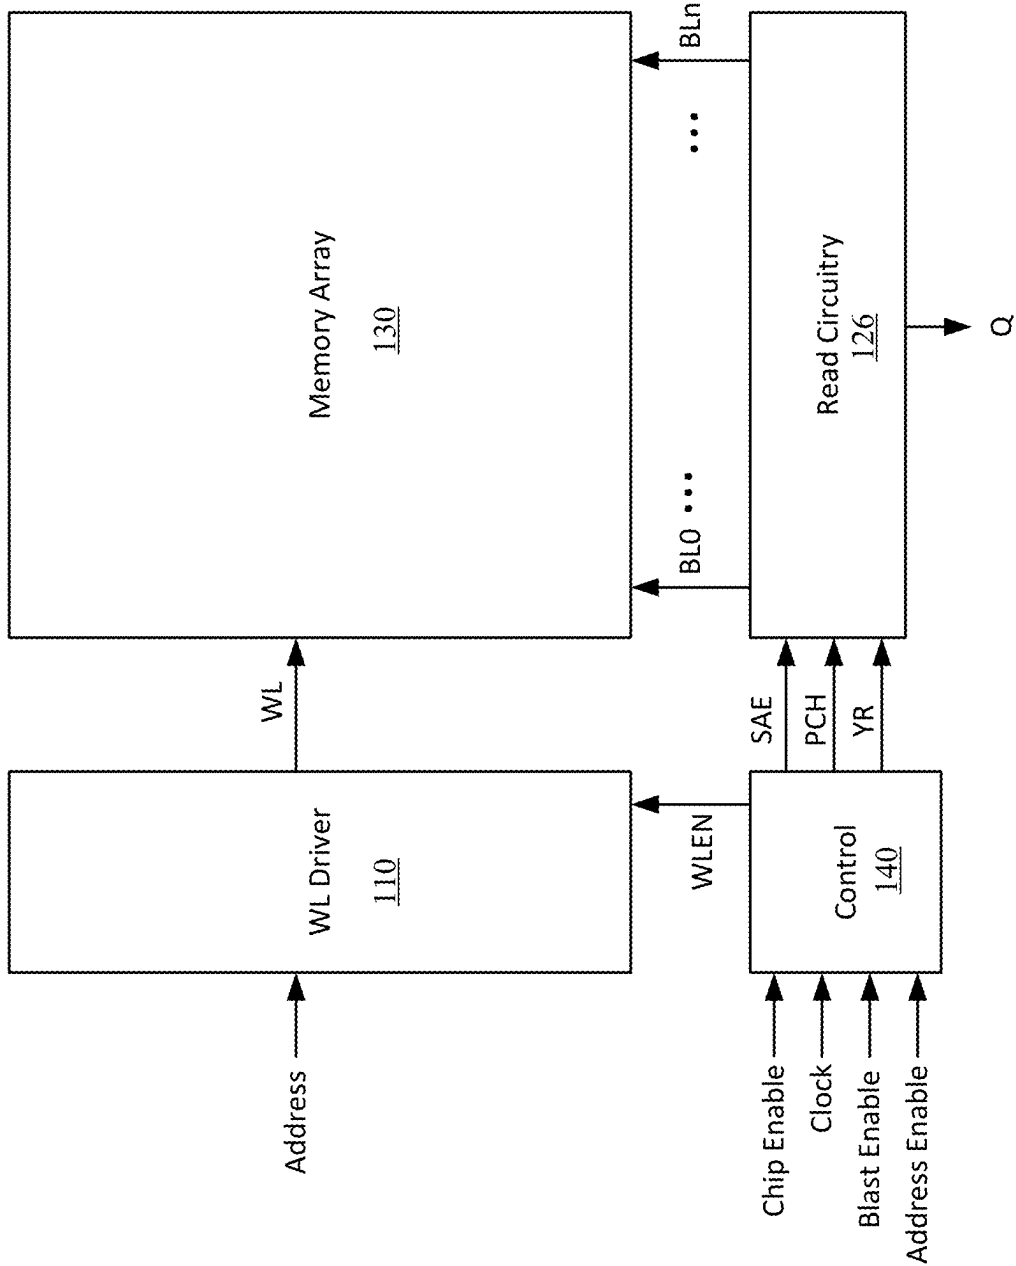 Address
WL Driver
110
WL
Memory Array
130
WLEN
BL0
...
...
BLn
Chip Enable
Clock
Blast Enable
Address Enable
Control
140
SAE
PCH
YR
Read Circuitry
126
Q